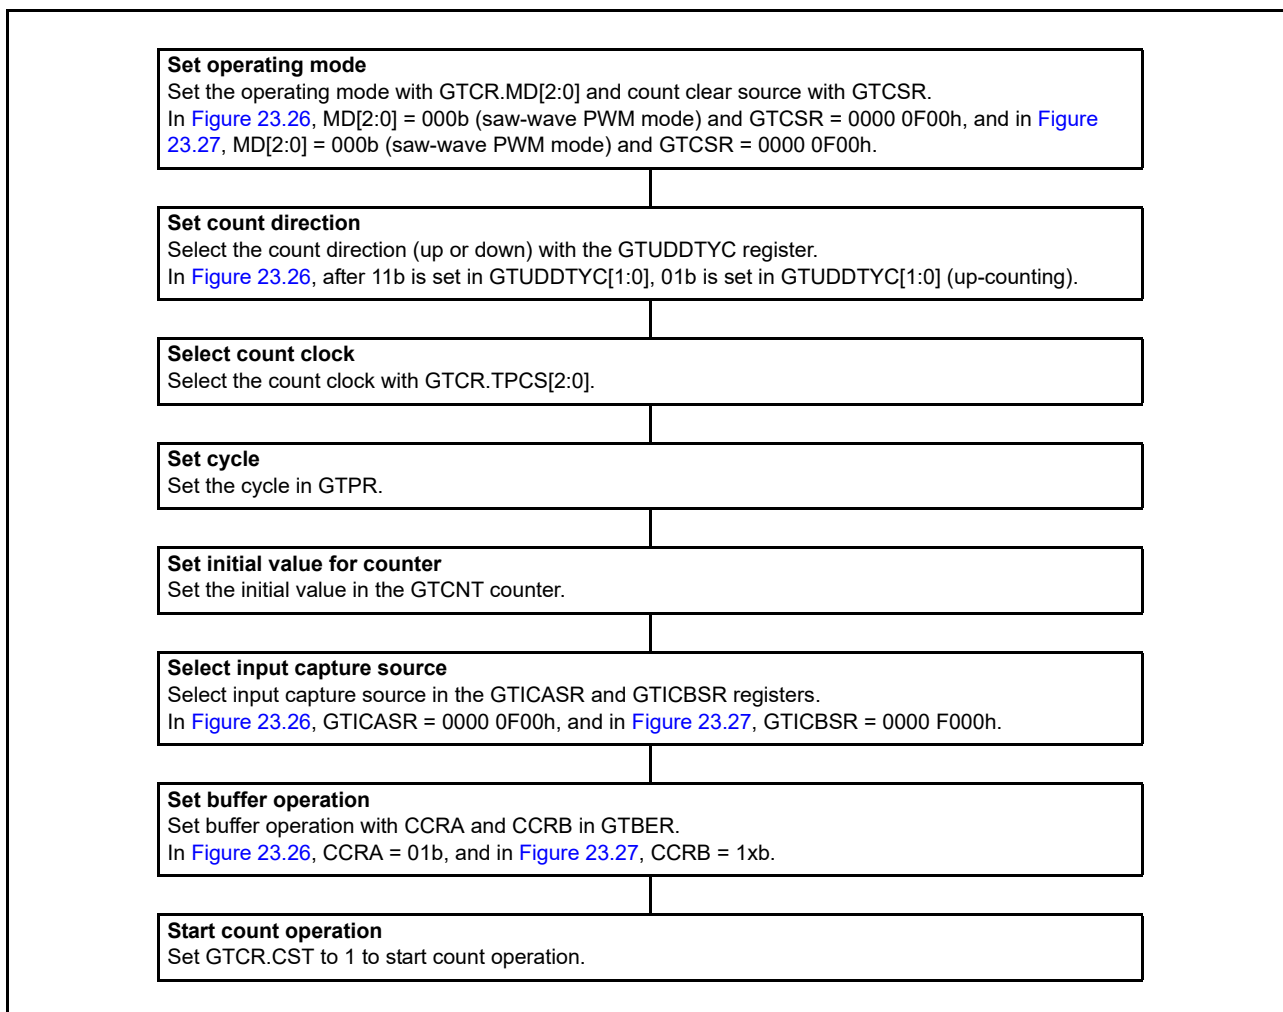 Set operating mode
Set the operating mode with GTCR.MD[2:0] and count clear source with GTCSR.
In Figure 23.26, MD[2:0] = 000b (saw-wave PWM mode) and GTCSR = 0000 0F00h, and in Figure
23.27, MD[2:0] = 000b (saw-wave PWM mode) and GTCSR = 0000 0F00h.
Set count direction
Select the count direction (up or down) with the GTUDDTYC register.
In Figure 23.26, after 11b is set in GTUDDTYC[1:0], 01b is set in GTUDDTYC[1:0] (up-counting).
Select count clock
Select the count clock with GTCR.TPCS[2:0].
Set cycle
Set the cycle in GTPR.
Set initial value for counter
Set the initial value in the GTCNT counter.
Select input capture source
Select input capture source in the GTICASR and GTICBSR registers.
In Figure 23.26, GTICASR = 0000 0F00h, and in Figure 23.27, GTICBSR = 0000 F000h.
Set buffer operation
Set buffer operation with CCRA and CCRB in GTBER.
In Figure 23.26, CCRA = 01b, and in Figure 23.27, CCRB = 1xb.
Start count operation
Set GTCR.CST to 1 to start count operation.